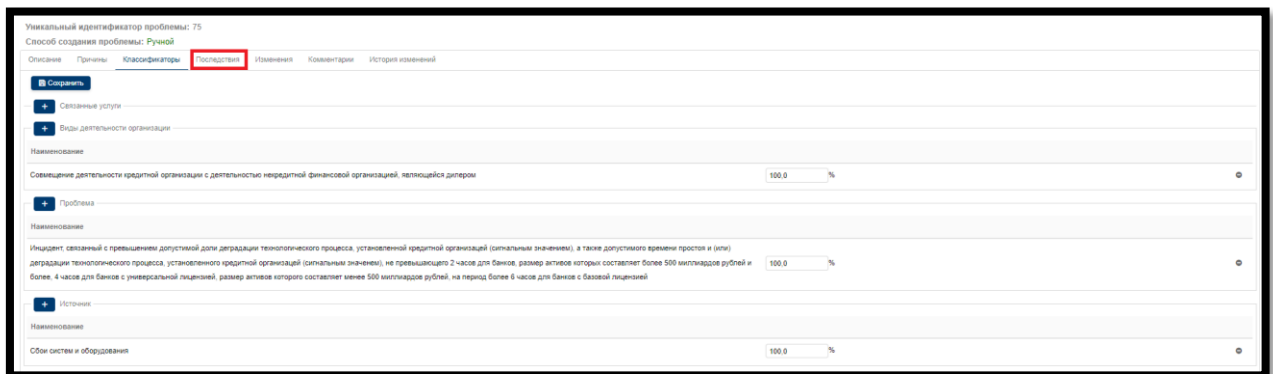 Уникальный идентификатор проблемы: 75
Способ создания проблемы: Ручной
Описание Причины Классификаторы Последствия Изменения Комментарии История изменений
Сохранить
+ Связанные услуги
+ Виды деятельности организации
Наименование
Совмещение деятельности кредитной организации с деятельностью некредитной финансовой организацией, являющейся дилером 100,0 %
+ Проблема
Наименование
Инцидент, связанный с превышением допустимой доли деградации технологического процесса, установленной кредитной организацией (сигнальным значением), а также допустимого времени простоя и (или)
деградации технологического процесса, установленного кредитной организацией (сигнальным значенем), не превышающего 2 часов для банков, размер активов которых составляет более 500 миллиардов рублей и 100,0 %
более, 4 часов для банков с универсальной лицензией, размер активов которого составляет менее 500 миллиардов рублей, на период более 6 часов для банков с базовой лицензией
+ Источник
Наименование
Сбои систем и оборудования 100,0 %